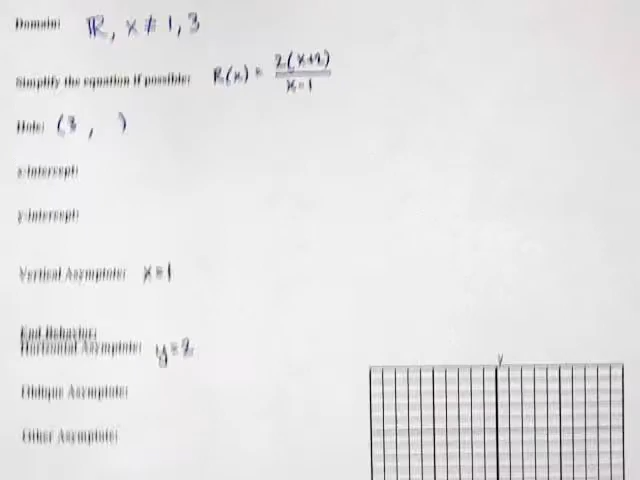 Domain: ℝ, x ≠ 1, 3
Simplify the equation if possible: R(x) = 2(x+2) / x-1
Hole: (3, )
x-intercept:
y-intercept:
Vertical Asymptote: x = 1
End Behavior:
Horizontal Asymptote: y = 2
Oblique Asymptote:
Other Asymptote:
y